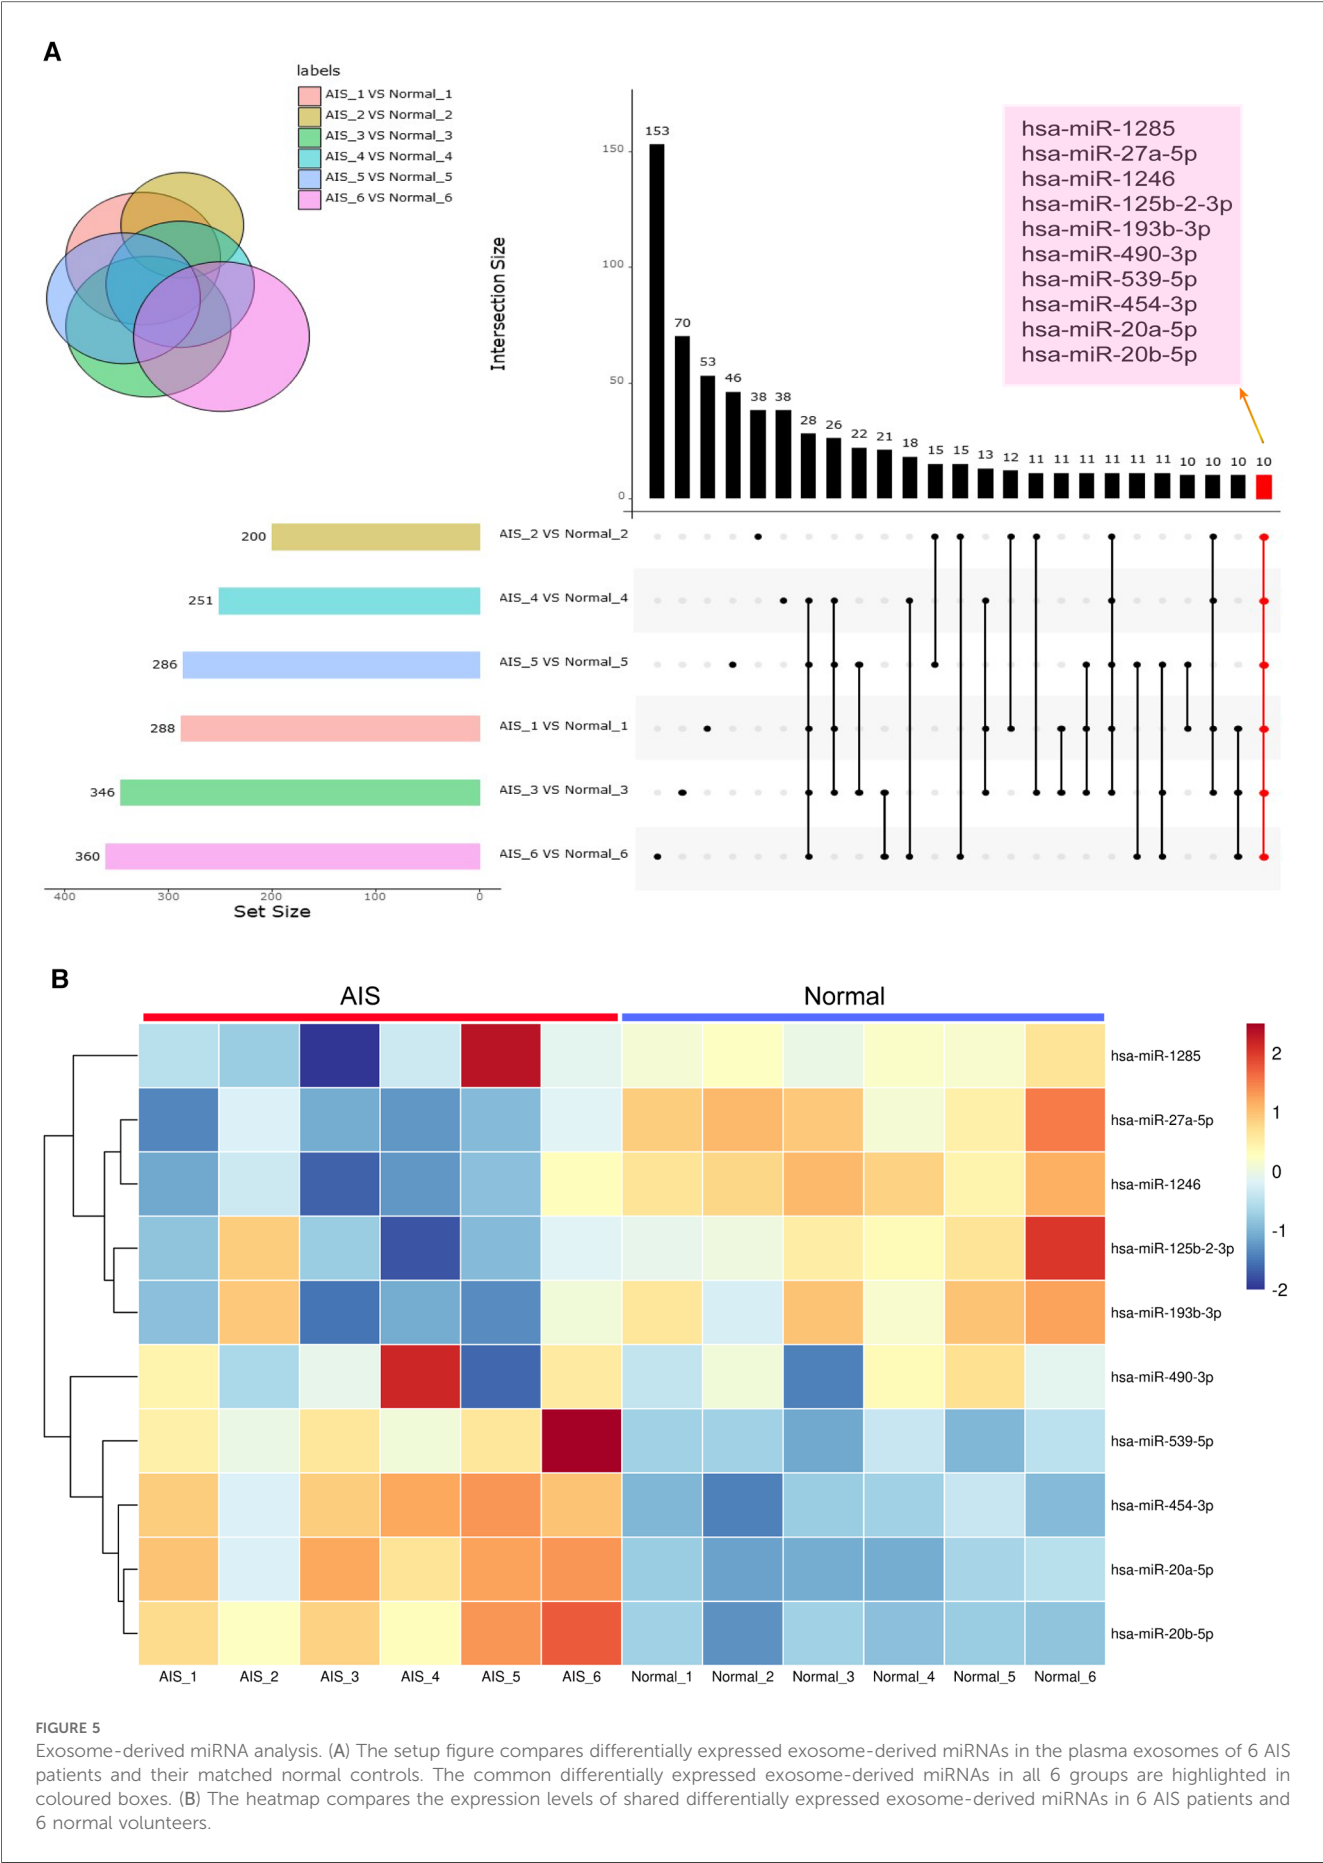 A
labels
AIS_1 VS Normal_1
AIS_2 VS Normal_2
AIS_3 VS Normal_3
AIS_4 VS Normal_4
AIS_5 VS Normal_5
AIS_6 VS Normal_6
Intersection Size
150
100
50
0
153
70
53
46
38
38
28
26
22
21
18
15
15
13
12
11
11
11
11
11
11
10
10
10
10
hsa-miR-1285
hsa-miR-27a-5p
hsa-miR-1246
hsa-miR-125b-2-3p
hsa-miR-193b-3p
hsa-miR-490-3p
hsa-miR-539-5p
hsa-miR-454-3p
hsa-miR-20a-5p
hsa-miR-20b-5p
200
AIS_2 VS Normal_2
251
AIS_4 VS Normal_4
286
AIS_5 VS Normal_5
288
AIS_1 VS Normal_1
346
AIS_3 VS Normal_3
360
AIS_6 VS Normal_6
400
300
200
100
0
Set Size
B
AIS
Normal
hsa-miR-1285
hsa-miR-27a-5p
hsa-miR-1246
hsa-miR-125b-2-3p
hsa-miR-193b-3p
hsa-miR-490-3p
hsa-miR-539-5p
hsa-miR-454-3p
hsa-miR-20a-5p
hsa-miR-20b-5p
2
1
0
-1
-2
AIS_1
AIS_2
AIS_3
AIS_4
AIS_5
AIS_6
Normal_1
Normal_2
Normal_3
Normal_4
Normal_5
Normal_6
FIGURE 5
Exosome-derived miRNA analysis. (A) The setup figure compares differentially expressed exosome-derived miRNAs in the plasma exosomes of 6 AIS
patients and their matched normal controls. The common differentially expressed exosome-derived miRNAs in all 6 groups are highlighted in
coloured boxes. (B) The heatmap compares the expression levels of shared differentially expressed exosome-derived miRNAs in 6 AIS patients and
6 normal volunteers.